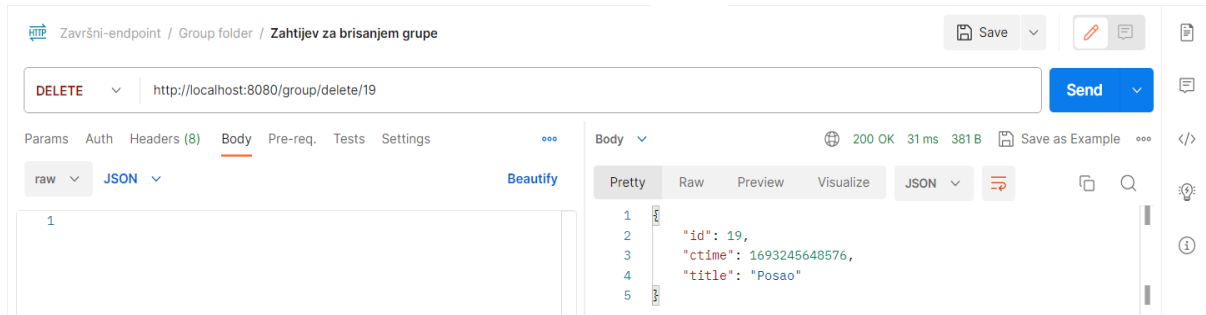 HTTP Završni-endpoint / Group folder / Zahtijev za brisanjem grupe Save
DELETE http://localhost:8080/group/delete/19 Send
Params Auth Headers (8) Body Pre-req. Tests Settings
raw JSON Beautify
1
Body 200 OK 31 ms 381 B Save as Example
Pretty Raw Preview Visualize JSON
1 {
2 "id": 19,
3 "ctime": 1693245648576,
4 "title": "Posao"
5 }